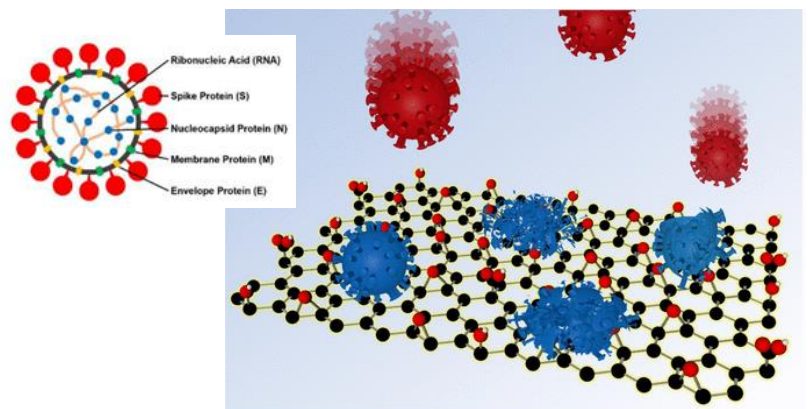 Ribonucleic Acid (RNA)
Spike Protein (S)
Nucleocapsid Protein (N)
Membrane Protein (M)
Envelope Protein (E)